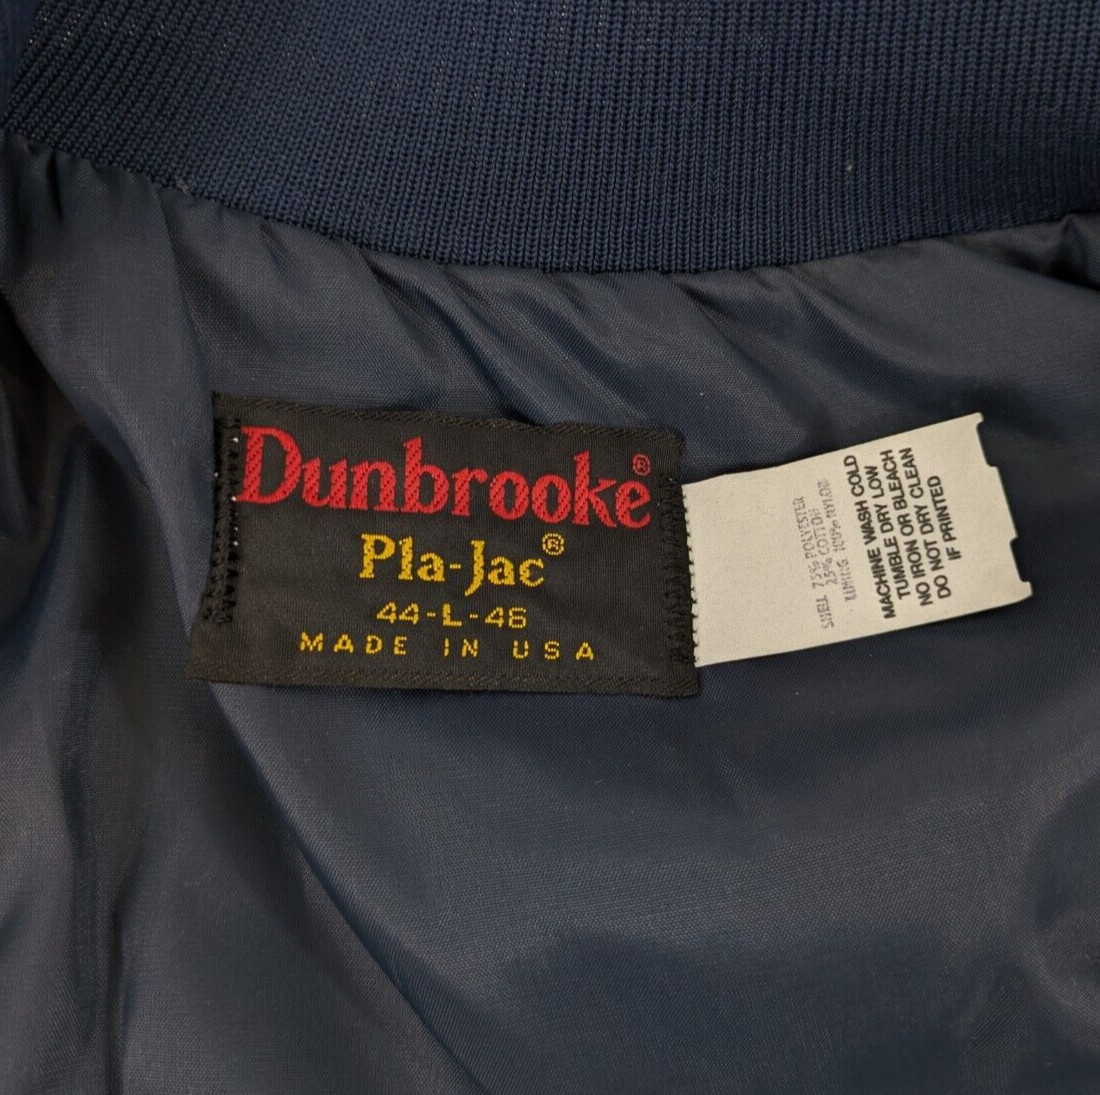 Dunbrooke®
Pla-Jac®
44-L-46
MADE IN USA
SHELL 75% POLYESTER
25% COTTON
LINING 100% NYLON
MACHINE WASH COLD
TUMBLE DRY LOW
NO IRON OR BLEACH
DO NOT DRY CLEAN
IF PRINTED